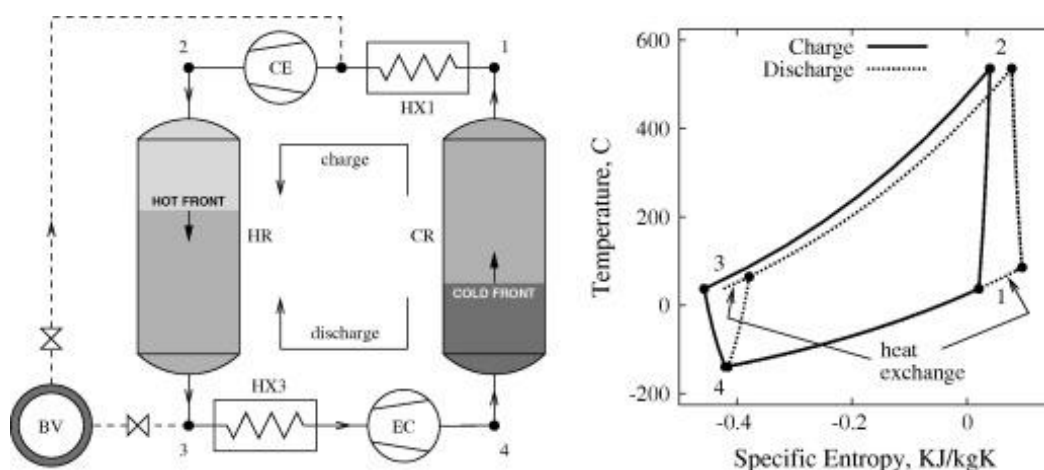 2
1
CE
HX1
charge
HOT FRONT
HR
CR
COLD FRONT
discharge
HX3
BV
3
EC
4
600
400
200
0
-200
Temperature, C
Charge
Discharge
2
3
1
heat
exchange
4
-0.4
-0.2
0
Specific Entropy, KJ/kgK